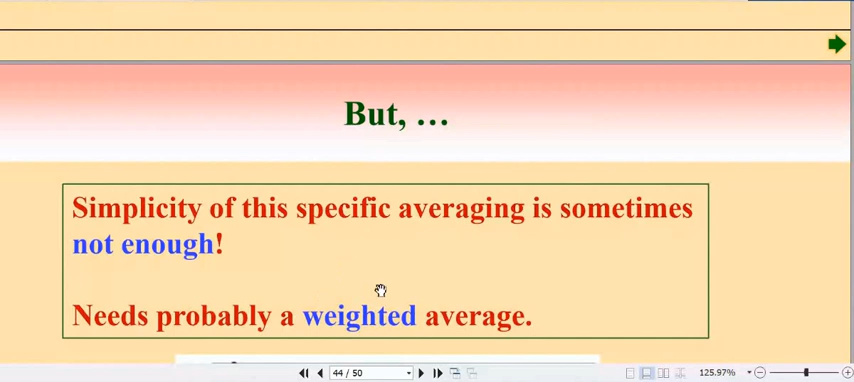 But, …
Simplicity of this specific averaging is sometimes
not enough!
Needs probably a weighted average.
44 / 50
125.97%